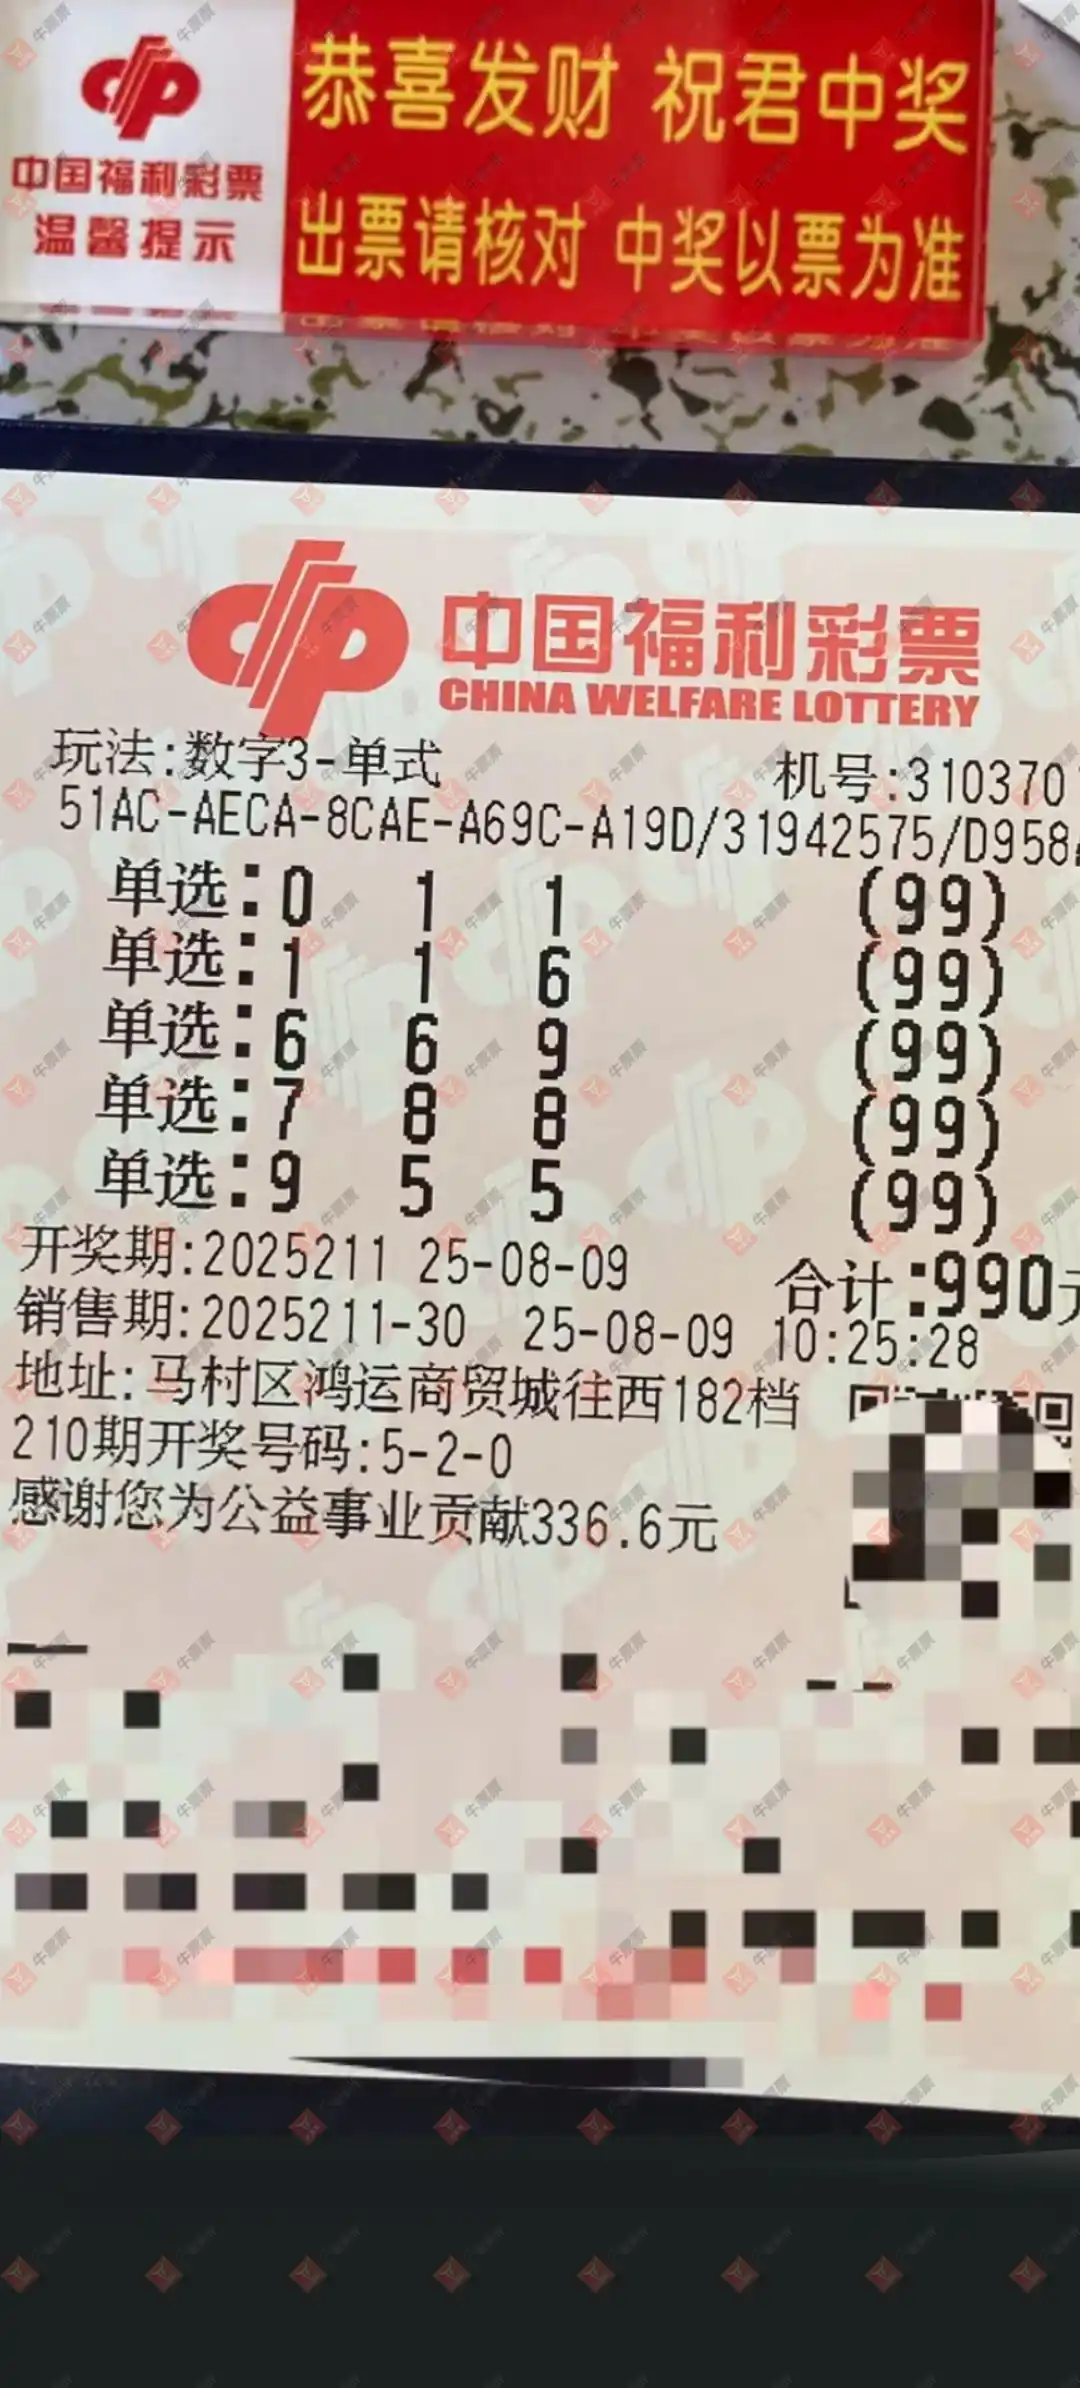 中国福利彩票
温馨提示
恭喜发财 祝君中奖
出票请核对 中奖以票为准
中国福利彩票
CHINA WELFARE LOTTERY
玩法:数字3-单式 机号:310370
51AC-AECA-8CAE-A69C-A19D/31942575/D958
单选:0 1 1 (99)
单选:1 1 6 (99)
单选:6 6 9 (99)
单选:7 8 8 (99)
单选:9 5 5 (99)
开奖期:2025211 25-08-09 合计:990元
销售期:2025211-30 25-08-09 10:25:28
地址:马村区鸿运商贸城往西182档
210期开奖号码:5-2-0
感谢您为公益事业贡献336.6元
牛票票